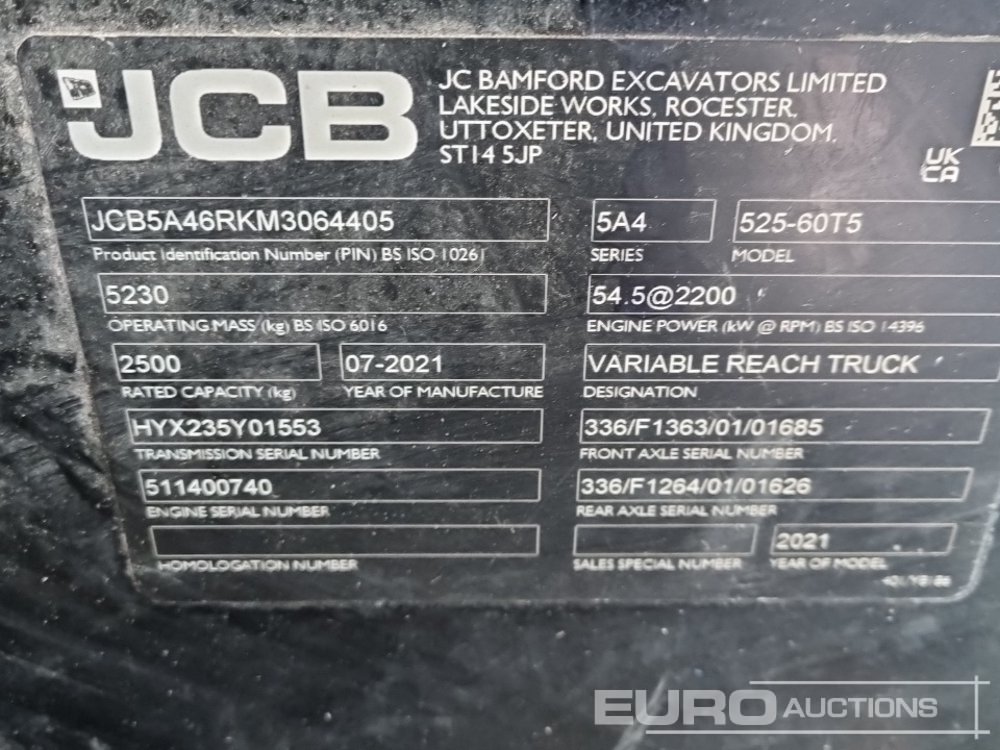 JCB
JC BAMFORD EXCAVATORS LIMITED
LAKESIDE WORKS, ROCESTER,
UTTOXETER, UNITED KINGDOM,
ST14 5JP
UK
CA
JCB5A46RKM3064405
Product Identification Number (PIN) BS ISO 10261
5A4
SERIES
525-60T5
MODEL
5230
OPERATING MASS (kg) BS ISO 6016
54.5@2200
ENGINE POWER (kW @ RPM) BS ISO 14396
2500
RATED CAPACITY (kg)
07-2021
YEAR OF MANUFACTURE
VARIABLE REACH TRUCK
DESIGNATION
HYX235Y01553
TRANSMISSION SERIAL NUMBER
336/F1363/01/01685
FRONT AXLE SERIAL NUMBER
511400740
ENGINE SERIAL NUMBER
336/F1264/01/01626
REAR AXLE SERIAL NUMBER
HOMOLOGATION NUMBER
SALES SPECIAL NUMBER
2021
YEAR OF MODEL
EURO AUCTIONS